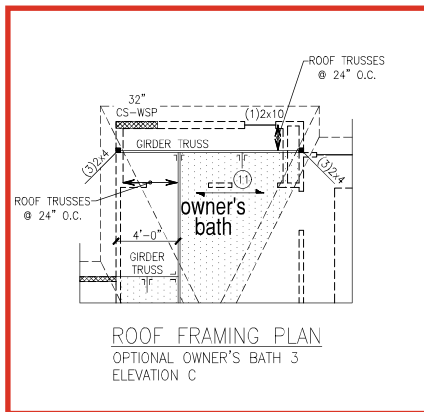 ROOF TRUSSES
@ 24" O.C.
32"
CS-WSP
(1)2x10
GIRDER TRUSS
(3)2x4
(3)2x4
11
ROOF TRUSSES
@ 24" O.C.
owner's
bath
4'-0"
GIRDER
TRUSS
ROOF FRAMING PLAN
OPTIONAL OWNER'S BATH 3
ELEVATION C